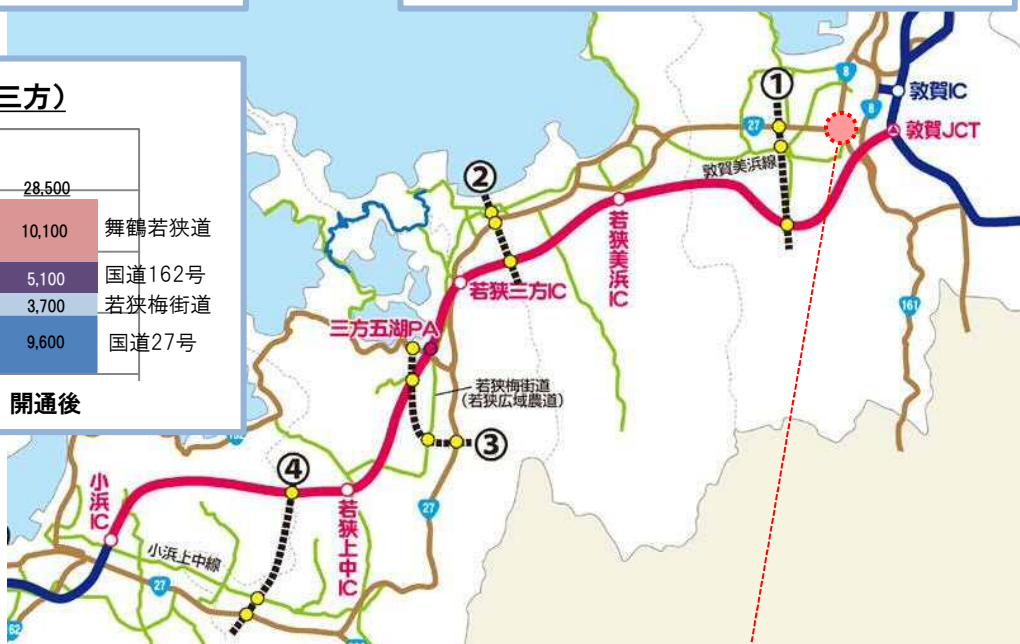 三方)
28,500
10,100
舞鶴若狭道
5,100
国道162号
3,700
若狭梅街道
9,600
国道27号
開通後
①
8
敦賀IC
27
8
敦賀JCT
敦賀美浜線
②
若狭美浜IC
若狭三方IC
161
三方五湖PA
若狭梅街道
(若狭広域農道)
③
④
小浜IC
若狭上中IC
27
小浜上中線
27